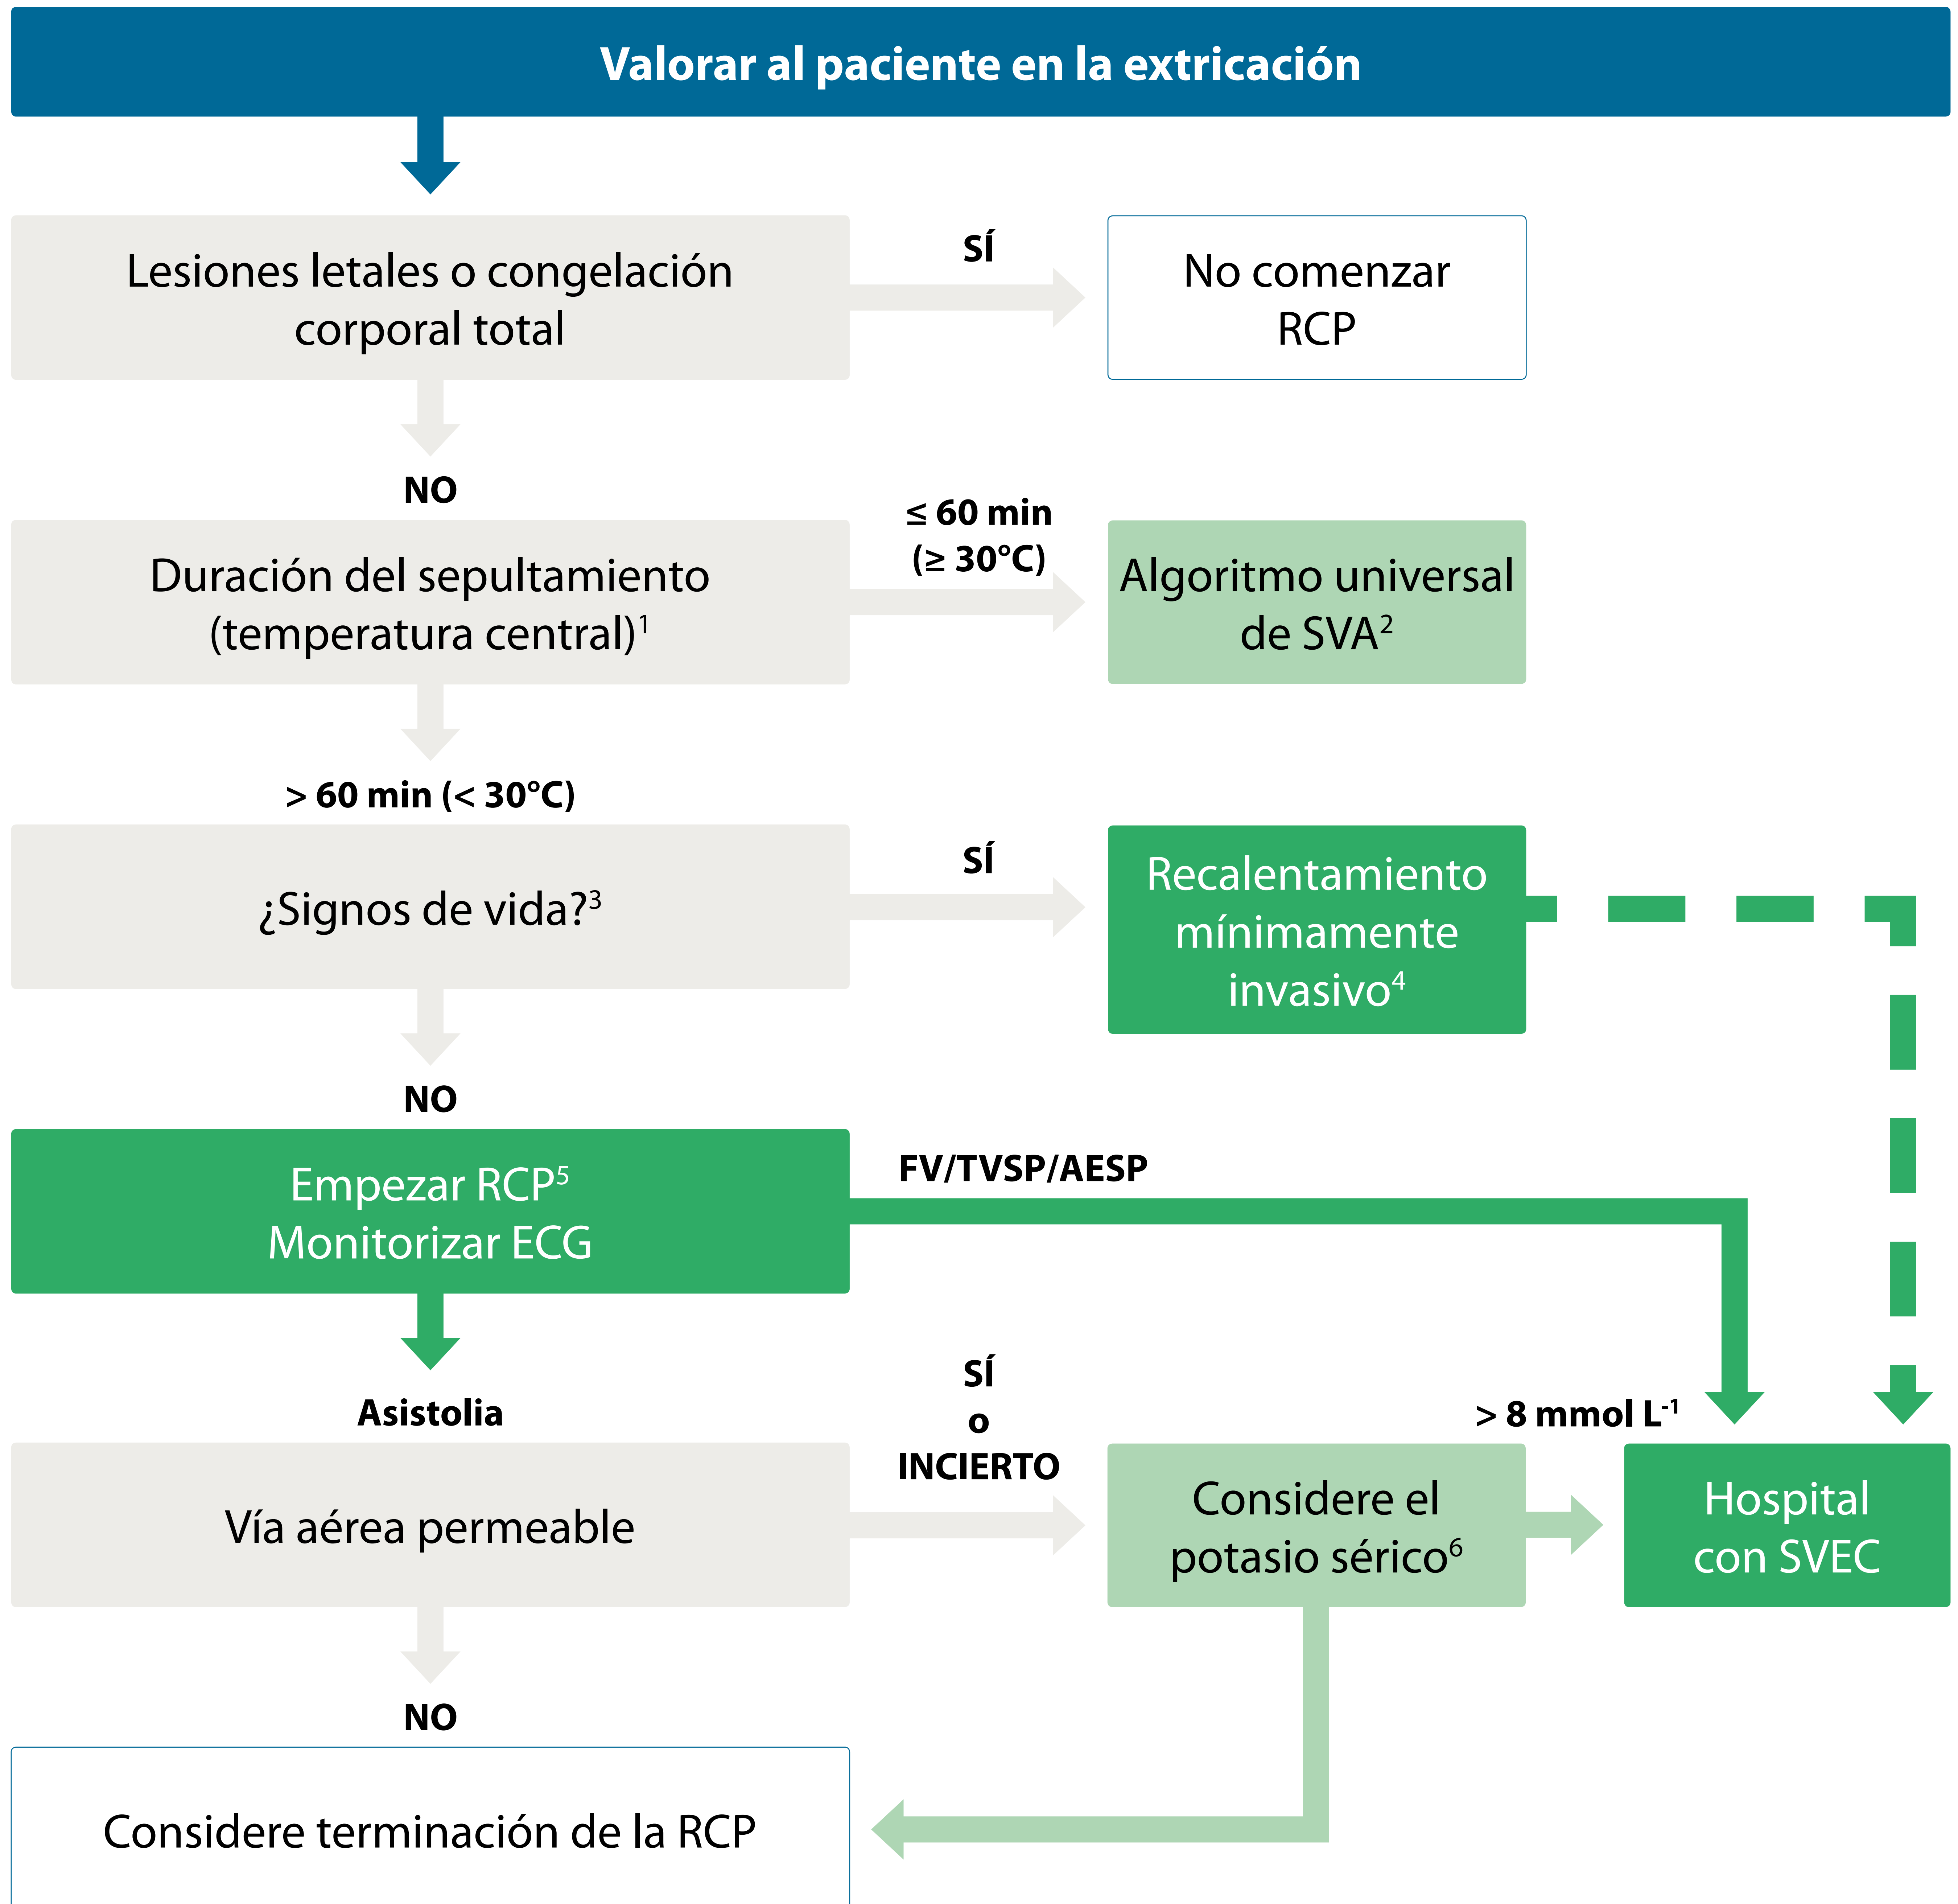 Valorar al paciente en la extricación
Lesiones letales o congelación
corporal total
SÍ
No comenzar
RCP
NO
Duración del sepultamiento
(temperatura central)1
≤ 60 min
(≥ 30°C)
Algoritmo universal
de SVA2
> 60 min (< 30°C)
¿Signos de vida?3
SÍ
Recalentamiento
mínimamente
invasivo4
NO
Empezar RCP5
Monitorizar ECG
FV/TVSP/AESP
Asistolia
Vía aérea permeable
SÍ
o
INCIERTO
Considere el
potasio sérico6
> 8 mmol L-1
Hospital
con SVEC
NO
Considere terminación de la RCP